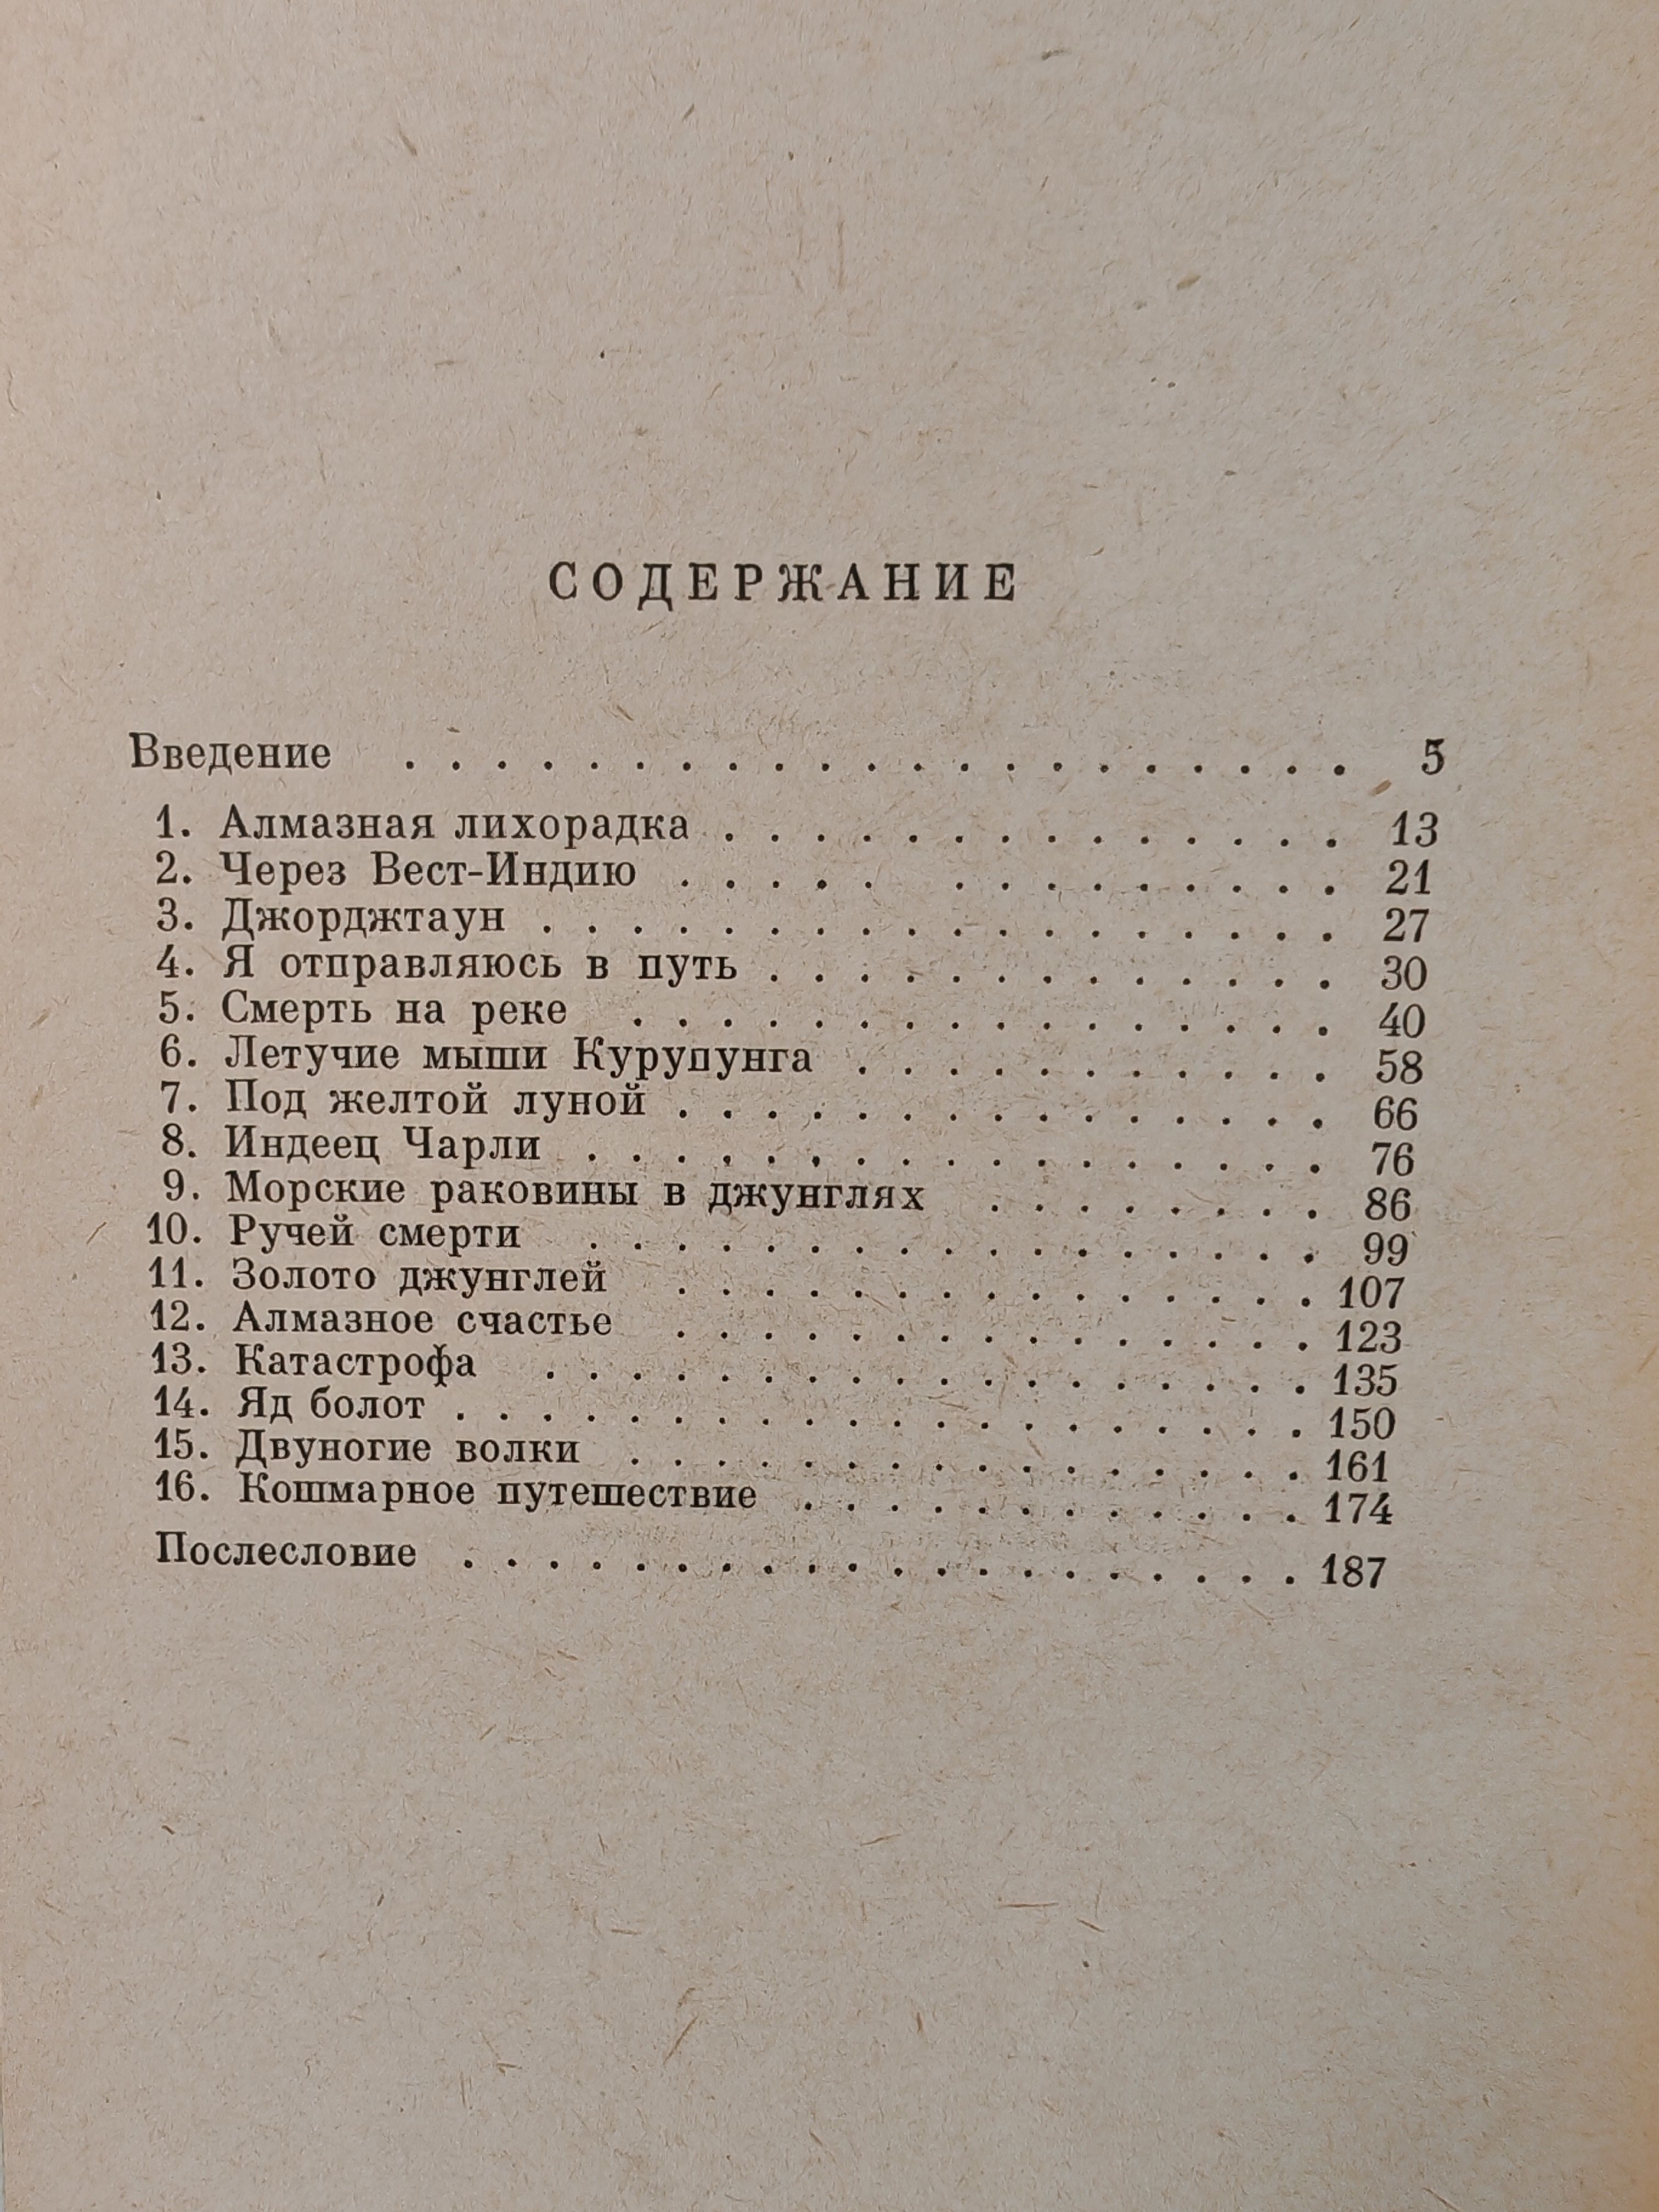 СОДЕРЖАНИЕ
Введение . . . . . . . . . . . . . . . . . . . . . 5
1. Алмазная лихорадка . . . . . . . . . . . . . . 13
2. Через Вест-Индию . . . . . . . . . . . . . . 21
3. Джорджтаун . . . . . . . . . . . . . . . . . . 27
4. Я отправляюсь в путь . . . . . . . . . . . . . 30
5. Смерть на реке . . . . . . . . . . . . . . . . 40
6. Летучие мыши Курупунга . . . . . . . . . . . 58
7. Под желтой луной . . . . . . . . . . . . . . . 66
8. Индеец Чарли . . . . . . . . . . . . . . . . . 76
9. Морские раковины в джунглях . . . . . . . . 86
10. Ручей смерти . . . . . . . . . . . . . . . . . 99
11. Золото джунглей . . . . . . . . . . . . . . . 107
12. Алмазное счастье . . . . . . . . . . . . . . . 123
13. Катастрофа . . . . . . . . . . . . . . . . . . 135
14. Яд болот . . . . . . . . . . . . . . . . . . . . 150
15. Двуногие волки . . . . . . . . . . . . . . . . 161
16. Кошмарное путешествие . . . . . . . . . . . . 174
Послесловие . . . . . . . . . . . . . . . . . . . . 187